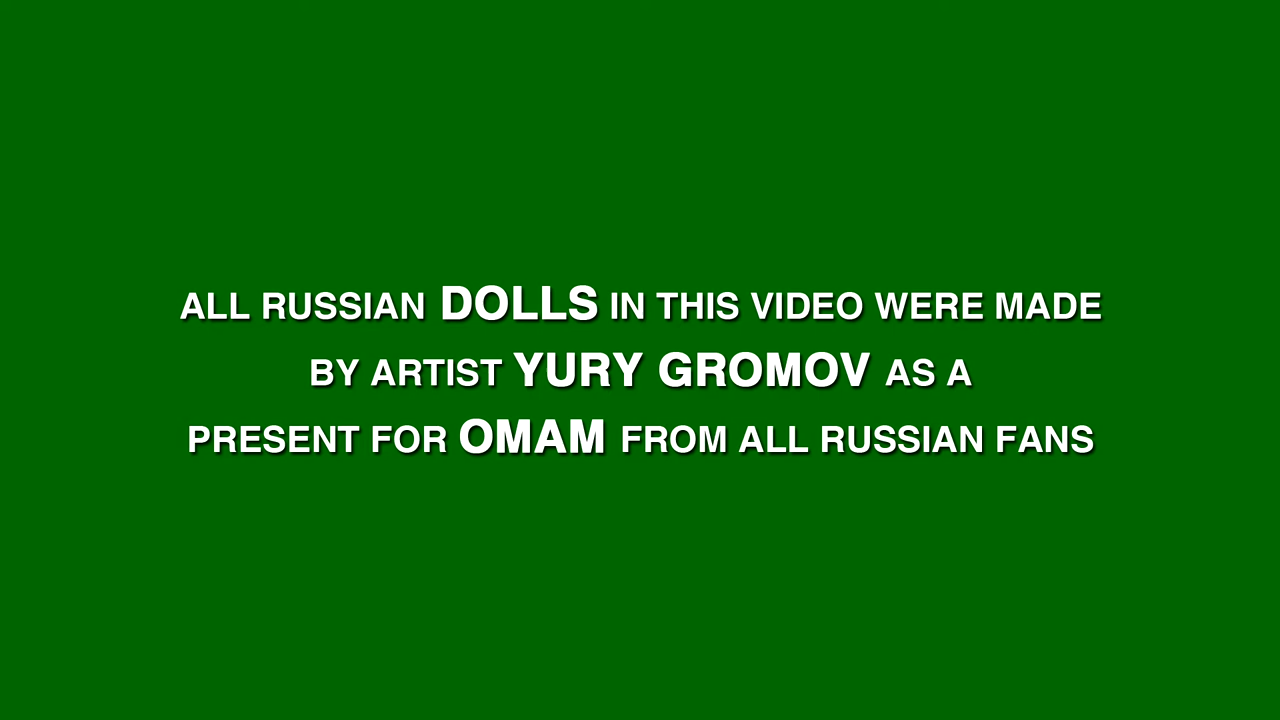 ALL RUSSIAN DOLLS IN THIS VIDEO WERE MADE
BY ARTIST YURY GROMOV AS A
PRESENT FOR OMAM FROM ALL RUSSIAN FANS